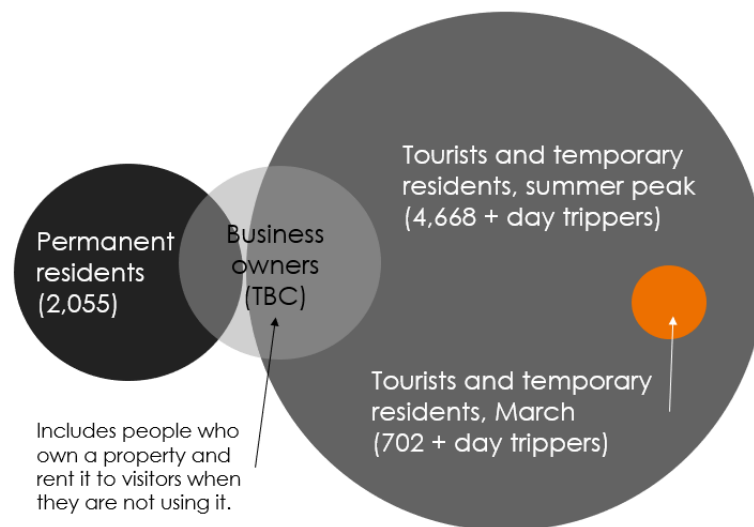 Tourists and temporary
residents, summer peak
(4,668 + day trippers)
Permanent
residents
(2,055)
Business
owners
(TBC)
Tourists and temporary
residents, March
(702 + day trippers)
Includes people who
own a property and
rent it to visitors when
they are not using it.